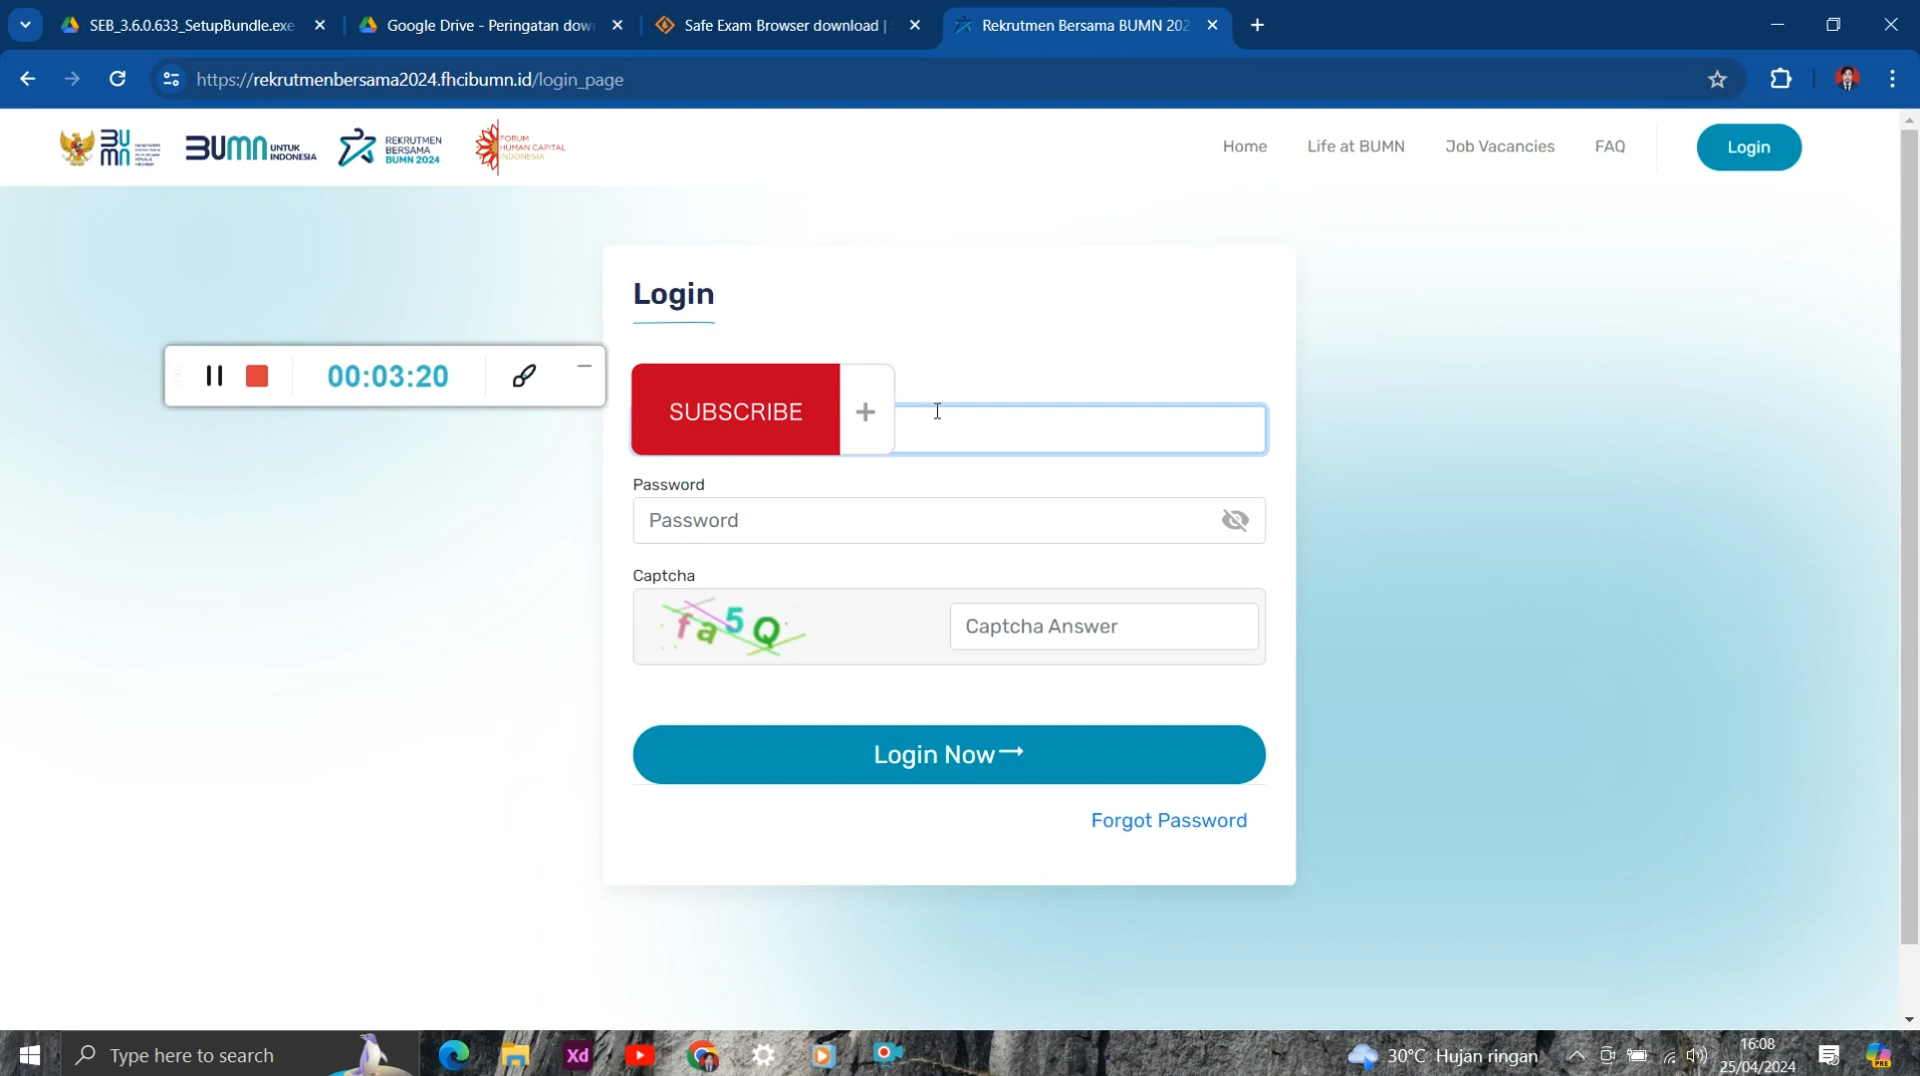 SEB_3.6.0.633_SetupBundle.exe
Google Drive - Peringatan dow
Safe Exam Browser download |
Rekrutmen Bersama BUMN 202
https://rekrutmenbersama2024.fhcibumn.id/login_page
BUMN
BUMN UNTUK INDONESIA
REKRUTMEN BERSAMA BUMN 2024
FORUM HUMAN CAPITAL INDONESIA
Home
Life at BUMN
Job Vacancies
FAQ
Login
Login
00:03:20
SUBSCRIBE +
Password
Password
Captcha
fa5Q
Captcha Answer
Login Now
Forgot Password
Type here to search
Xd
30°C Hujan ringan
16:08
25/04/2024
PRE